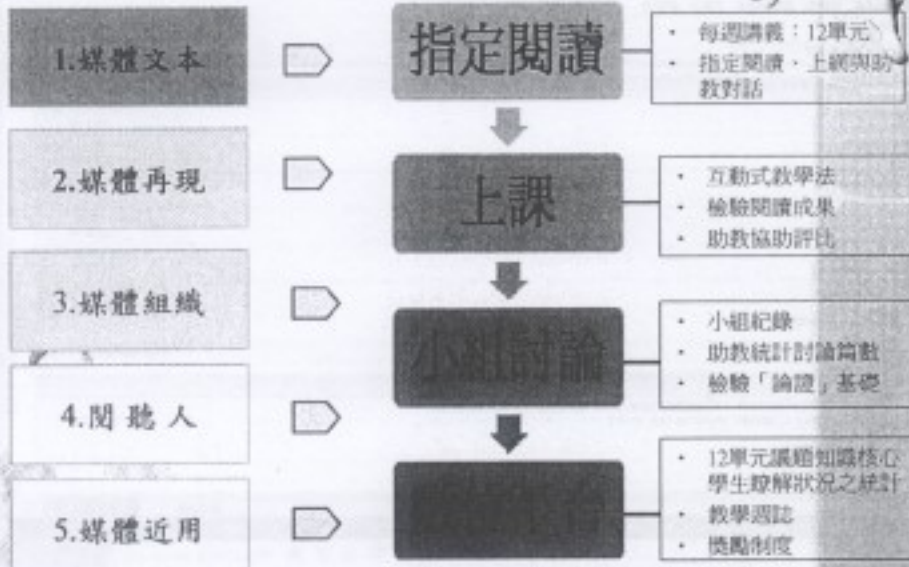 1.媒體文本
2.媒體再現
3.媒體組織
4.閱聽人
5.媒體近用
指定閱讀
・ 每週講義：12單元
・ 指定閱讀、上網與助
教對話
上課
・ 互動式教學法
・ 檢驗閱讀成果
・ 助教協助評比
小組討論
・ 小組紀錄
・ 助教統計討論篇數
・ 檢驗「論證」基礎
・ 12單元議題知識核心
學生瞭解狀況之統計
・ 教學週誌
・ 獎勵制度